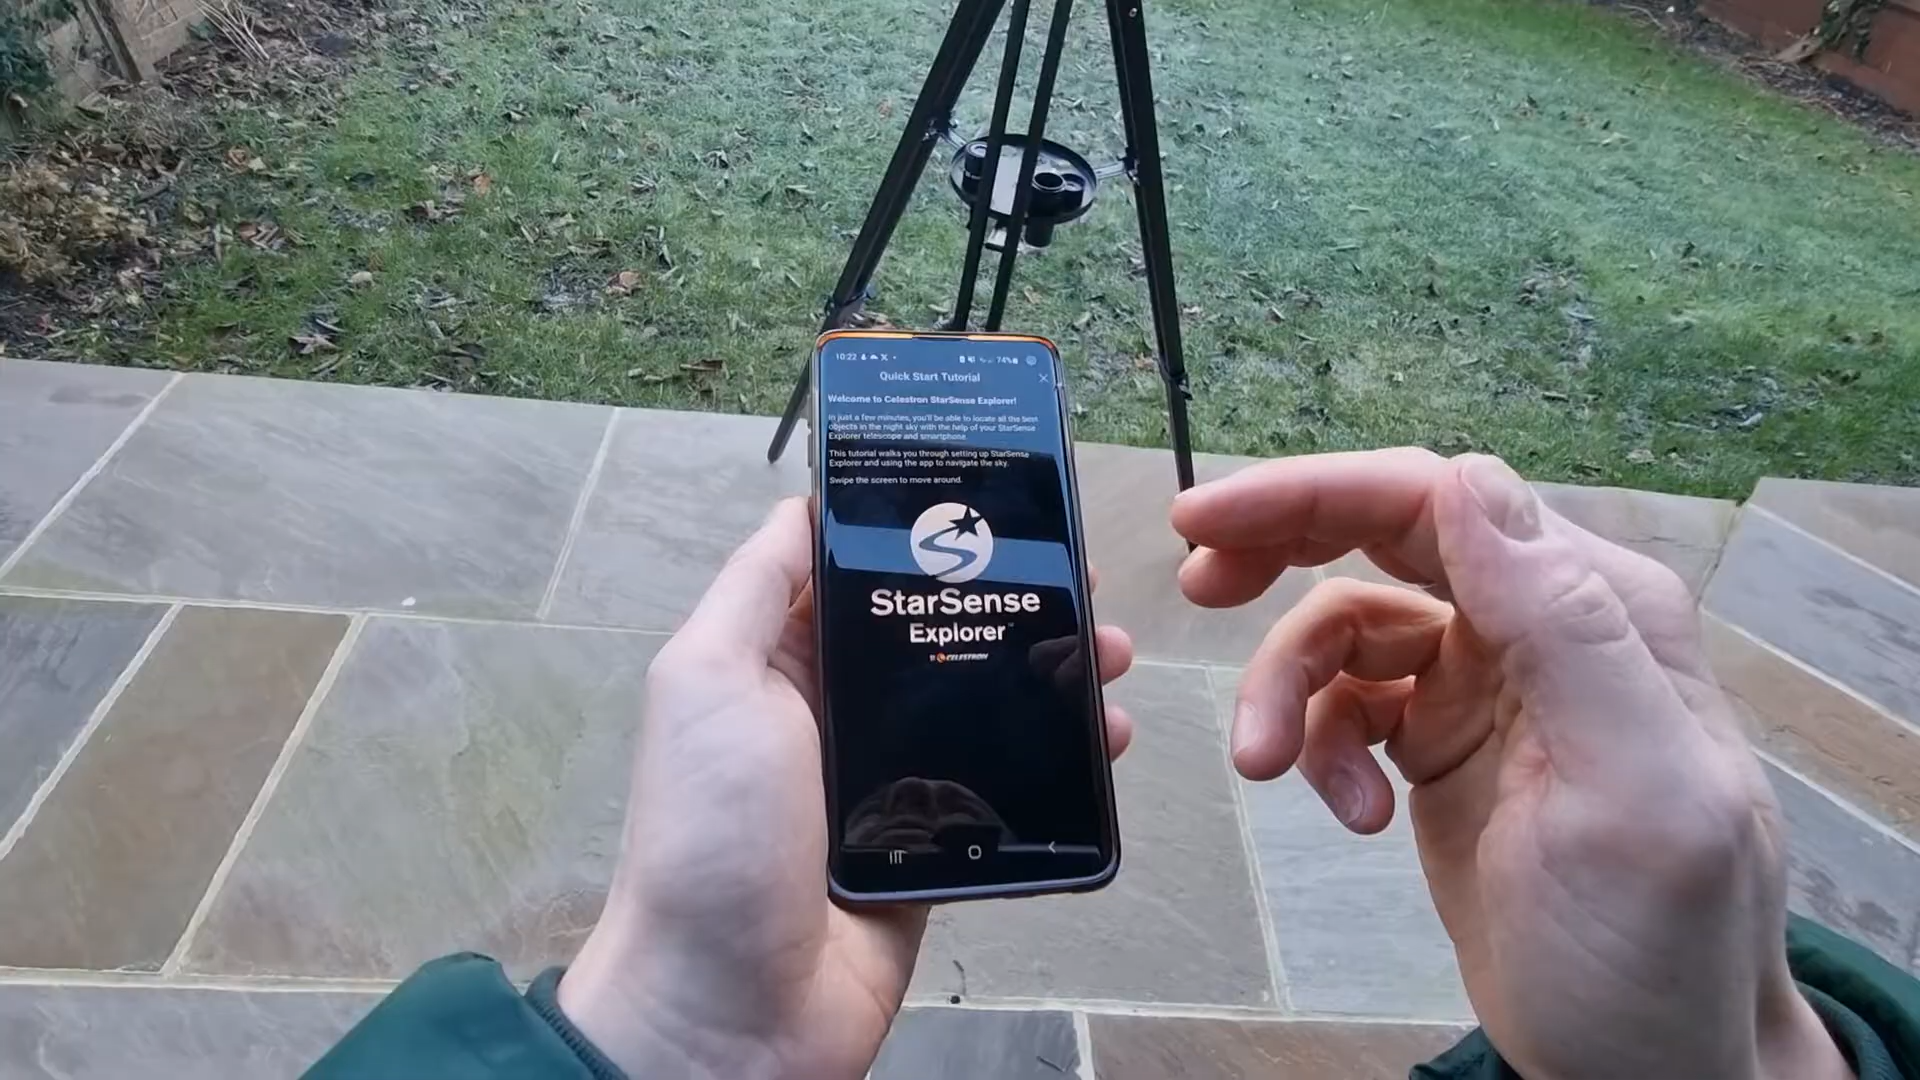 10:22
74%
Quick Start Tutorial
Welcome to Celestron StarSense Explorer!
In just a few minutes, you'll be able to locate all the best
objects in the night sky with the help of your StarSense
Explorer telescope and smartphone.
This tutorial walks you through setting up StarSense
Explorer and using the app to navigate the sky.
Swipe the screen to move around.
StarSense
Explorer™
CELESTRON